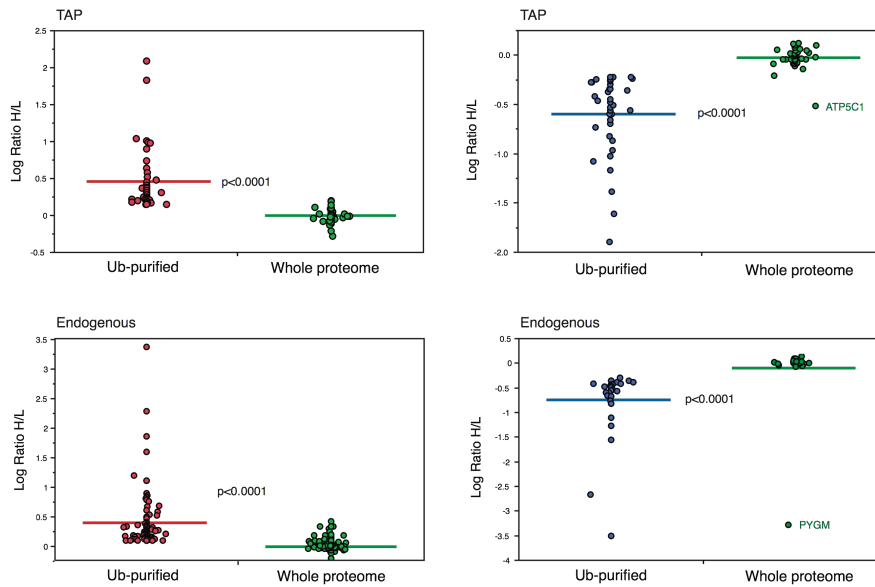 TAP
2.5
2
1.5
1
0.5
0
-0.5
Log Ratio H/L
p<0.0001
Ub-purified
Whole proteome
TAP
0.0
-0.5
-1.0
-1.5
-2.0
Log Ratio H/L
p<0.0001
ATP5C1
Ub-purified
Whole proteome
Endogenous
3.5
3
2.5
2
1.5
1
0.5
0
Log Ratio H/L
p<0.0001
Ub-purified
Whole proteome
Endogenous
0.5
0
-0.5
-1
-1.5
-2
-2.5
-3
-3.5
-4
Log Ratio H/L
p<0.0001
PYGM
Ub-purified
Whole proteome